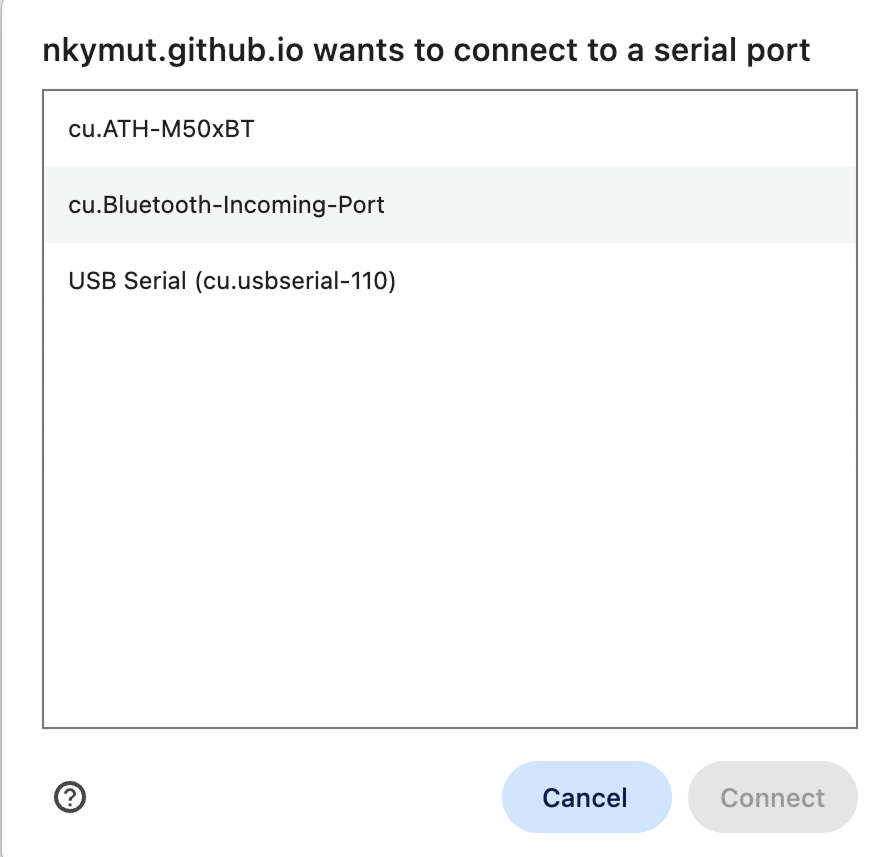 nkymut.github.io wants to connect to a serial port
cu.ATH-M50xBT
cu.Bluetooth-Incoming-Port
USB Serial (cu.usbserial-110)
?
Cancel
Connect